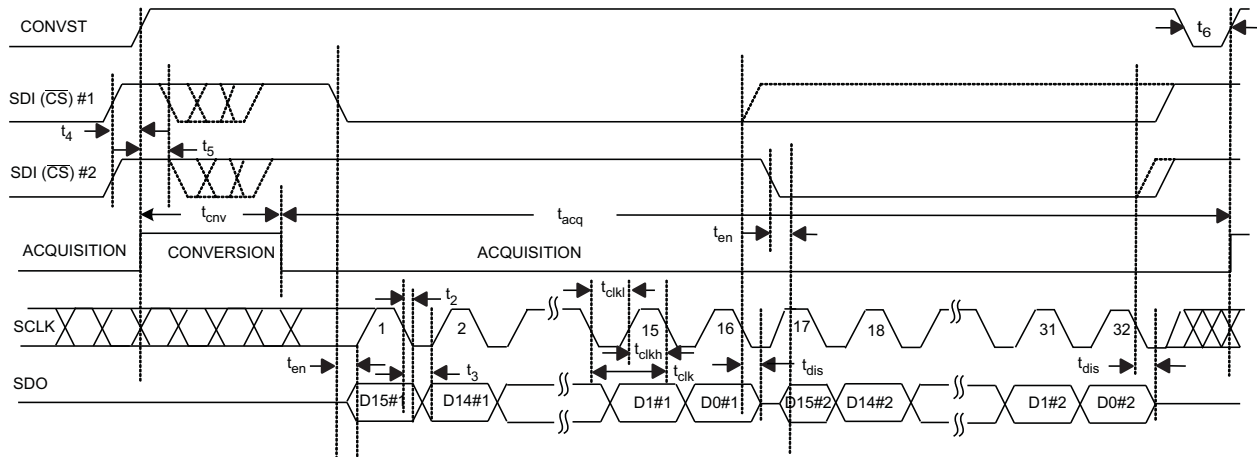 CONVST
t6
SDI (CS) #1
t4
t5
SDI (CS) #2
tcnv
tacq
ten
ACQUISITION
CONVERSION
ACQUISITION
t2
tclkl
SCLK
1
2
15
16
17
18
31
32
tclkh
ten
t3
tclk
tdis
tdis
SDO
D15#1
D14#1
D1#1
D0#1
D15#2
D14#2
D1#2
D0#2